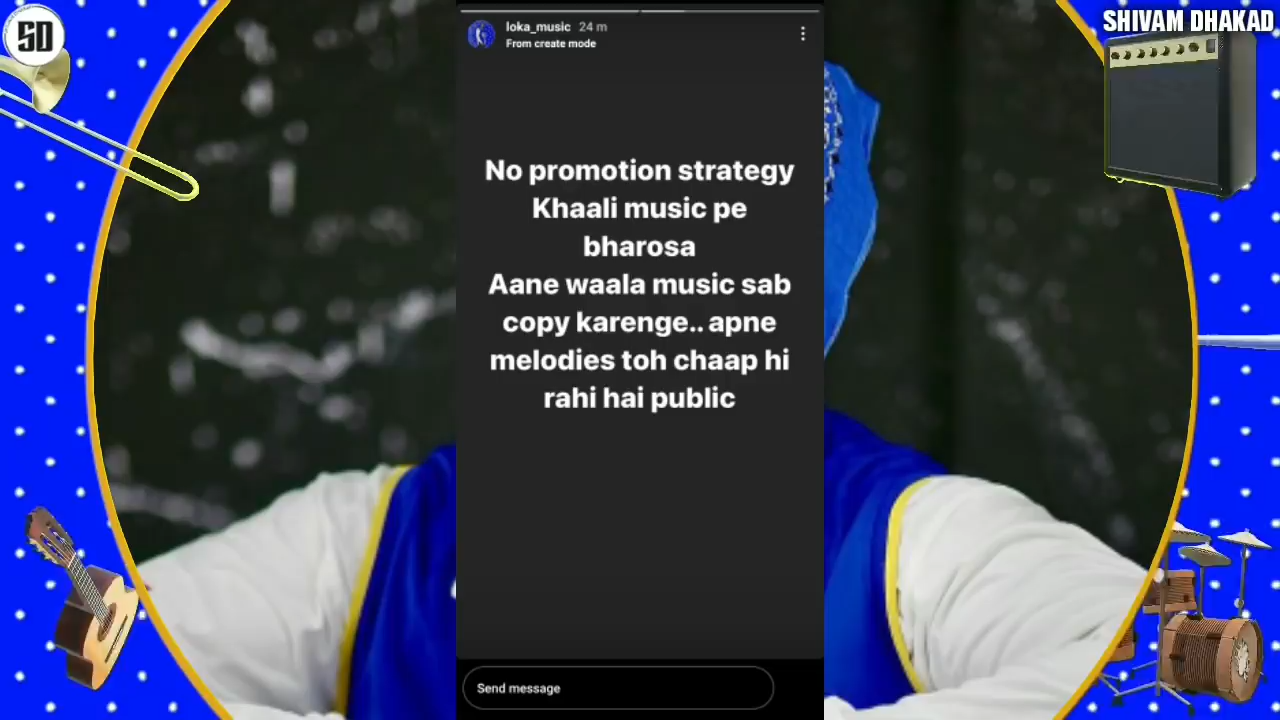 SD
SHIVAM DHAKAD
loka_music 24 m
From create mode
No promotion strategy
Khaali music pe
bharosa
Aane waala music sab
copy karenge.. apne
melodies toh chaap hi
rahi hai public
Send message